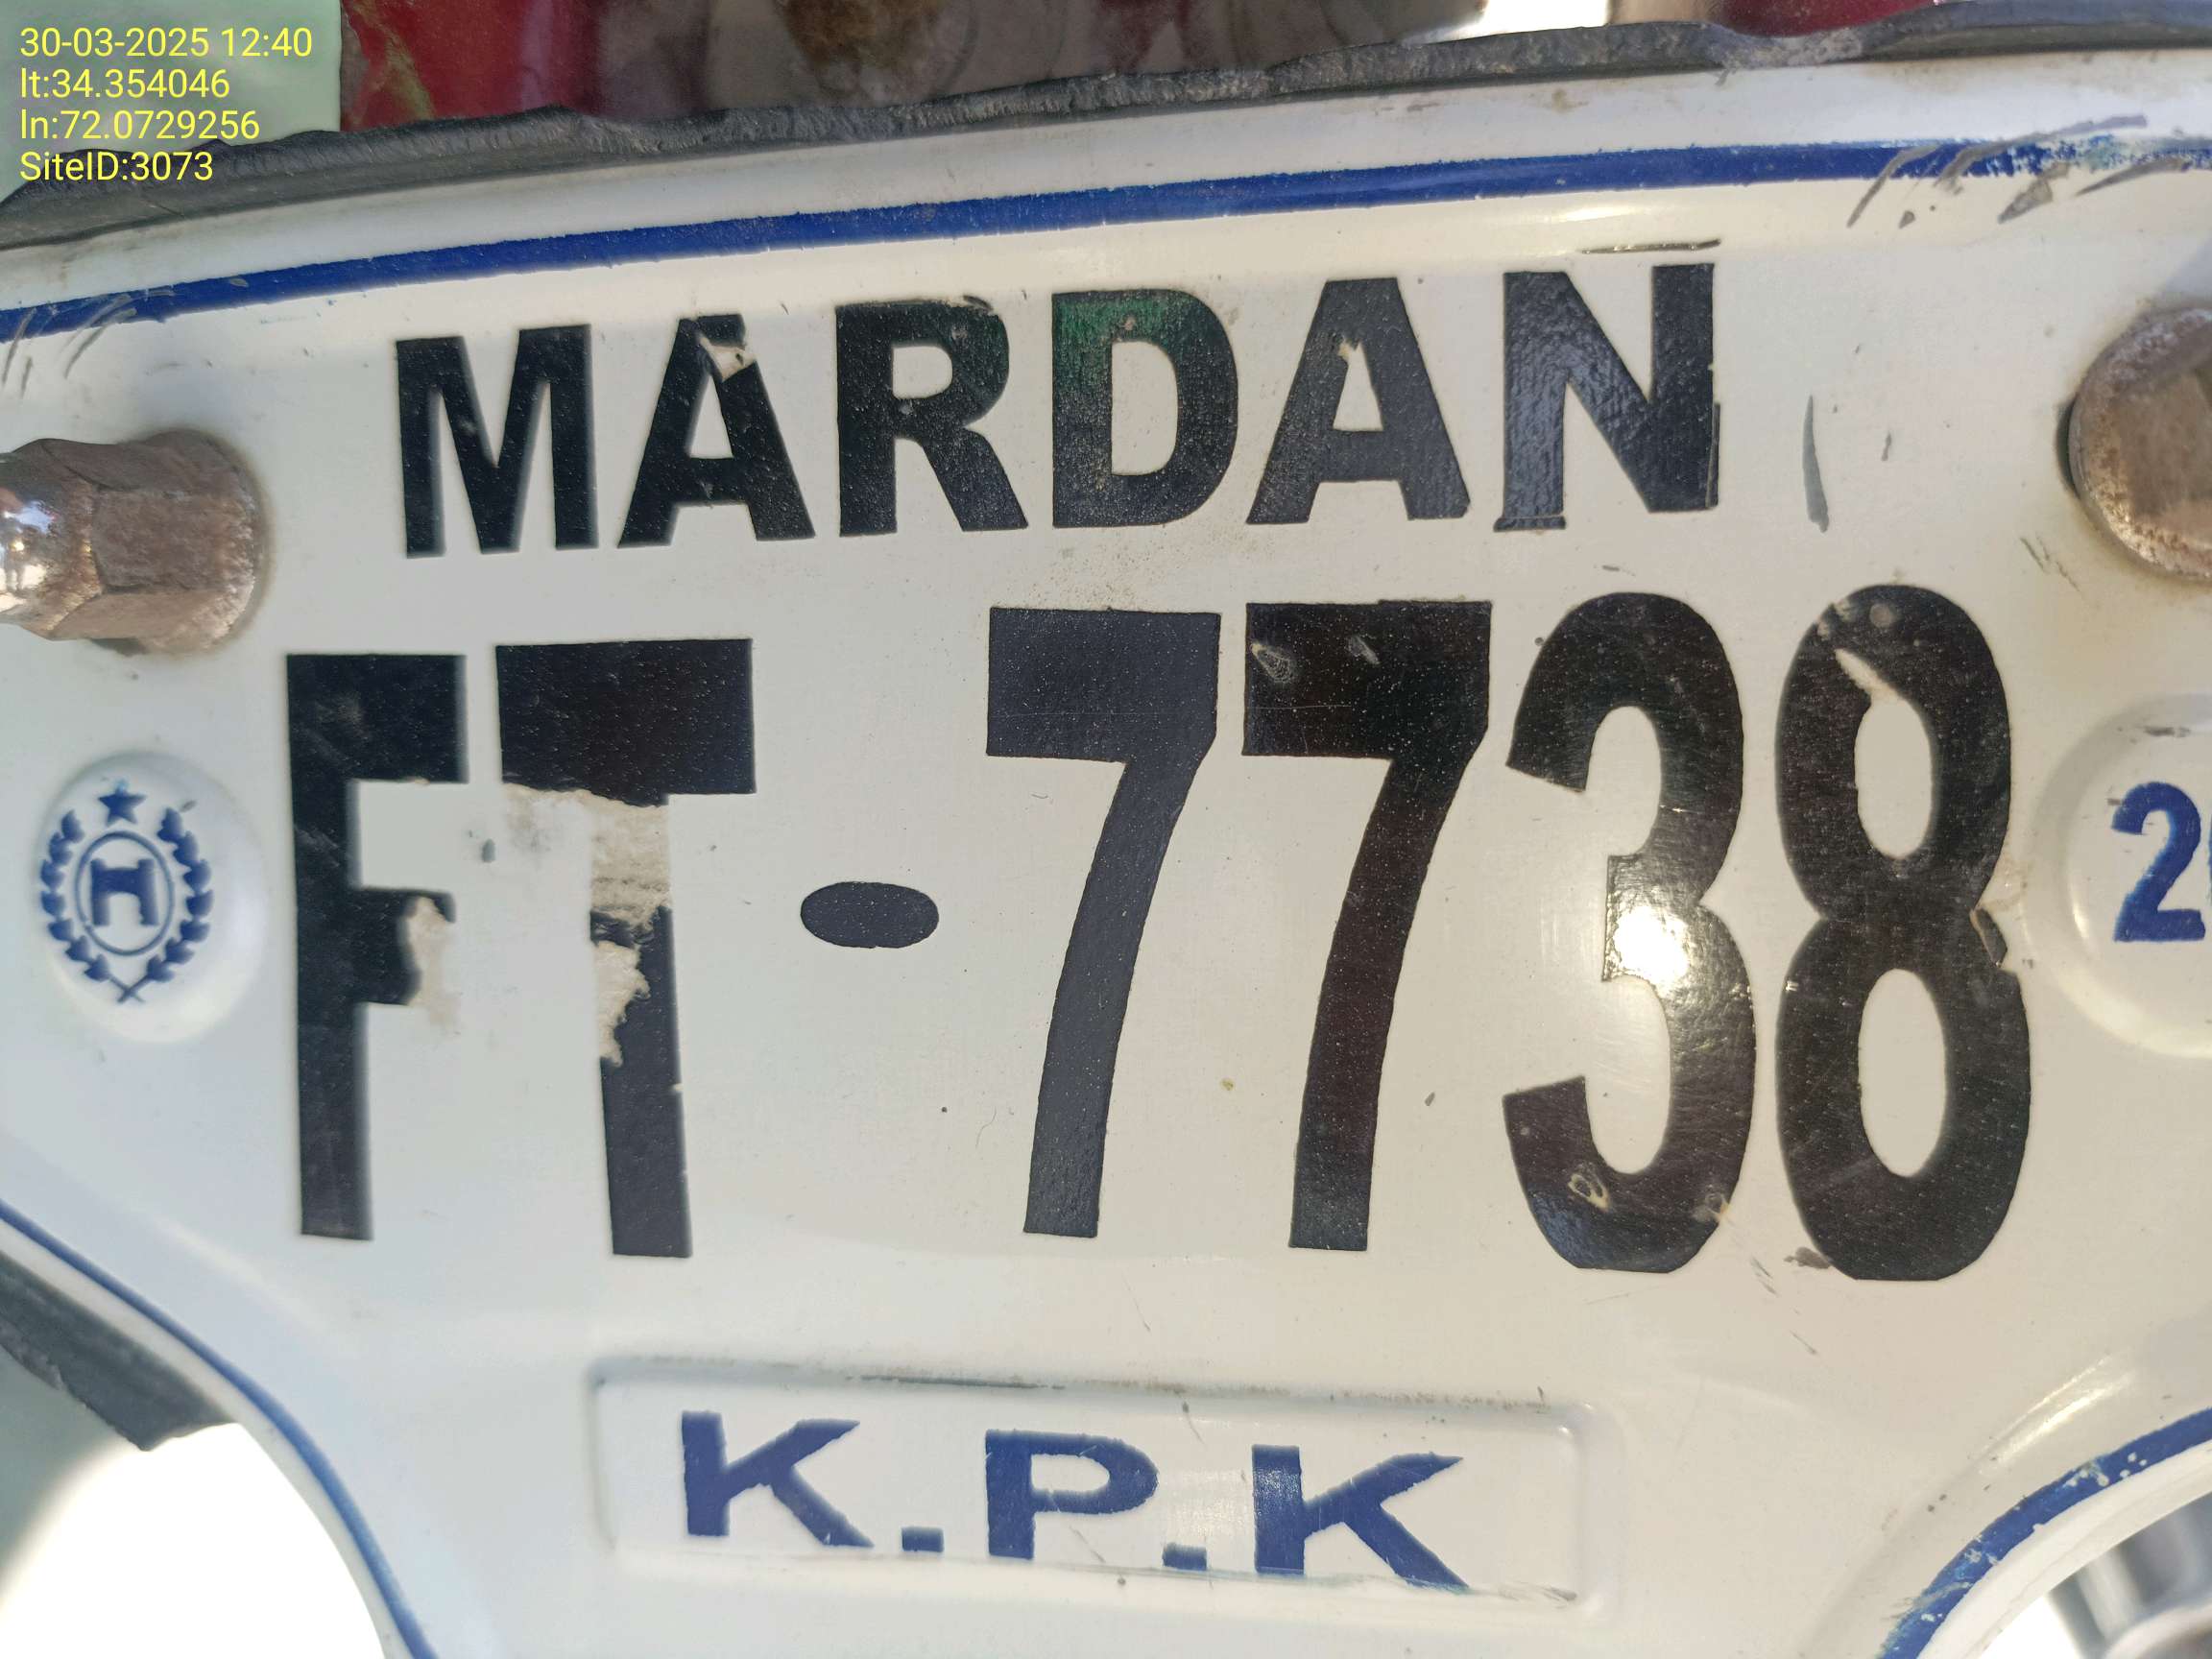 30-03-2025 12:40
lt:34.354046
ln:72.0729256
SiteID:3073
MARDAN
FT-7738
H
K.P.K